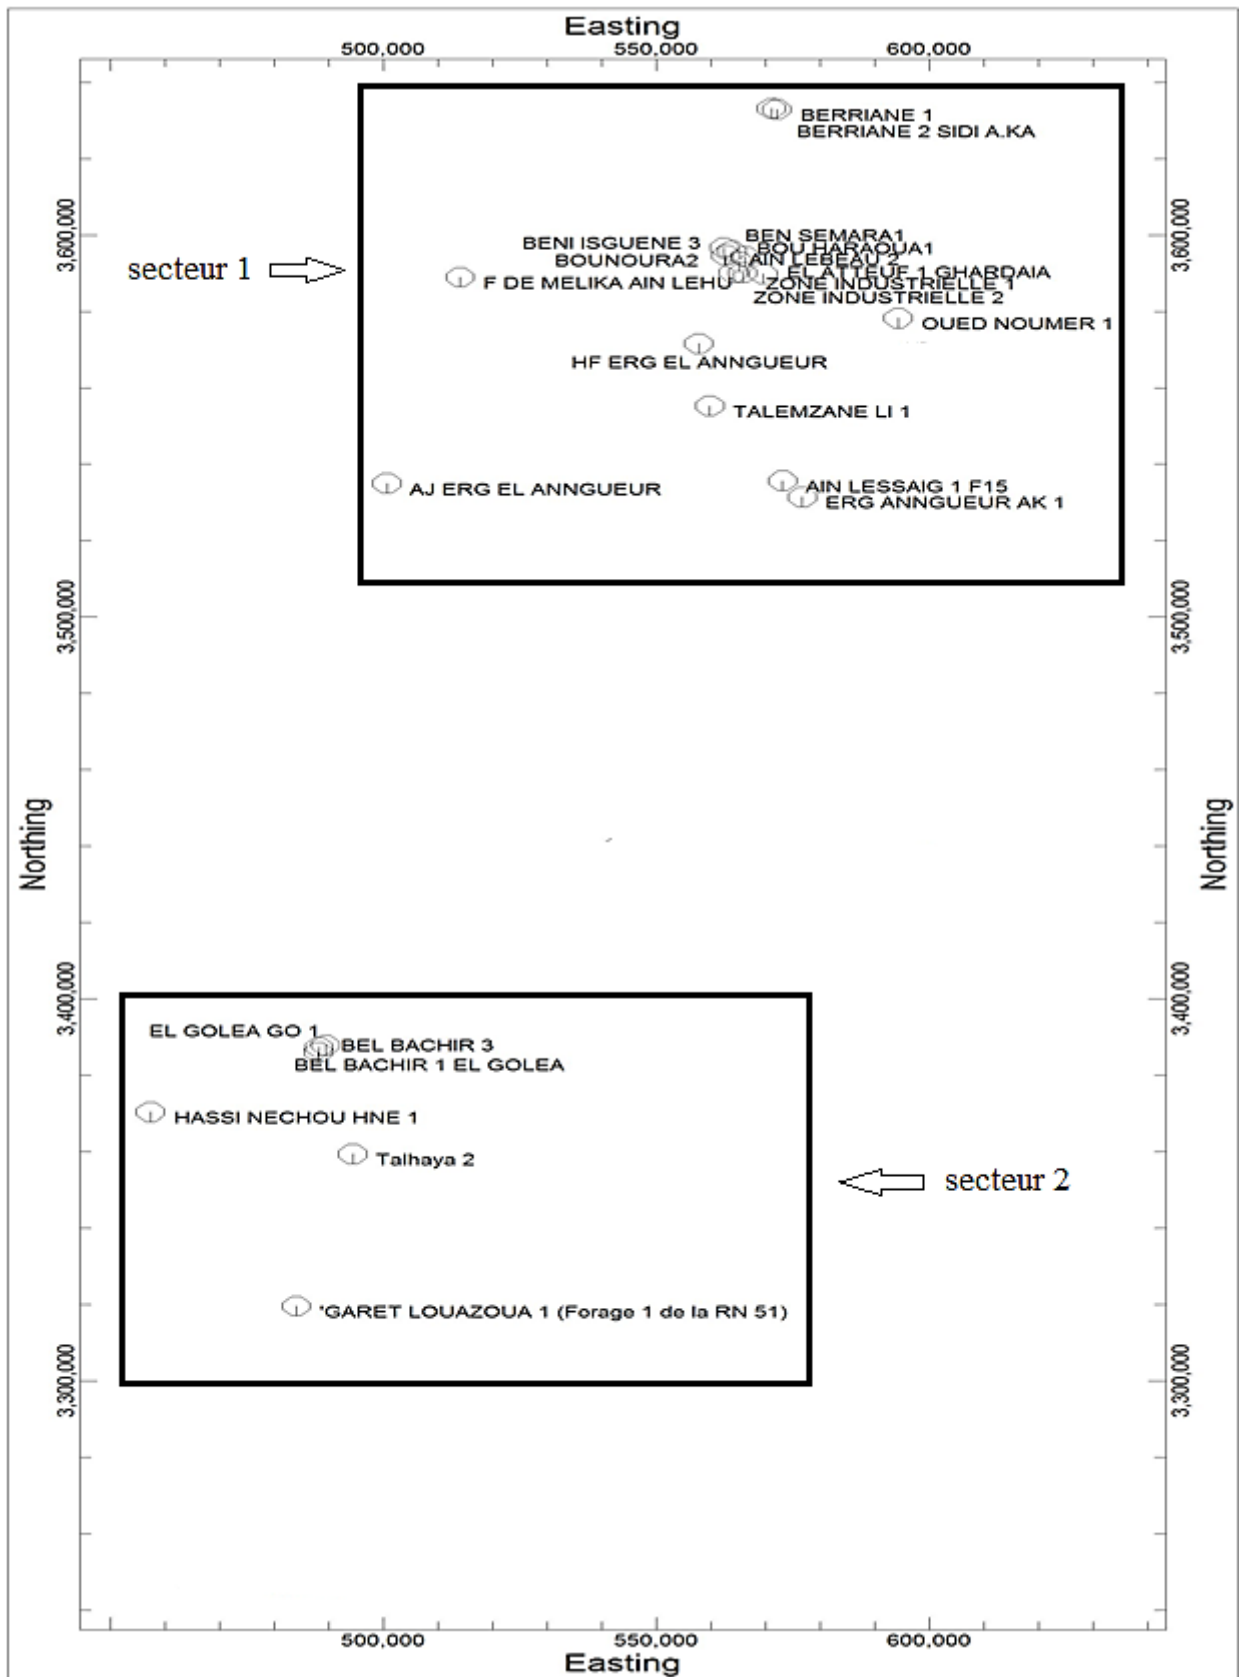 Easting
500,000 550,000 600,000
BERRIANE 1
BERRIANE 2 SIDI A.KA
3,600,000
3,600,000
BEN SEMARA1
BENI ISGUENE 3
BOU HARAOUA1
BOUNOURA2
AIN LEBEAU 2
secteur 1
EL ATTEUF 1 GHARDAIA
F DE MELIKA AIN LEHU
ZONE INDUSTRIELLE 1
ZONE INDUSTRIELLE 2
OUED NOUMER 1
HF ERG EL ANNGUEUR
TALEMZANE LI 1
AJ ERG EL ANNGUEUR
AIN LESSAIG 1 F15
ERG ANNGUEUR AK 1
3,500,000
3,500,000
Northing
Northing
3,400,000
3,400,000
EL GOLEA GO 1
BEL BACHIR 3
BEL BACHIR 1 EL GOLEA
HASSI NECHOU HNE 1
Talhaya 2
secteur 2
'GARET LOUAZOUA 1 (Forage 1 de la RN 51)
3,300,000
3,300,000
500,000 550,000 600,000
Easting